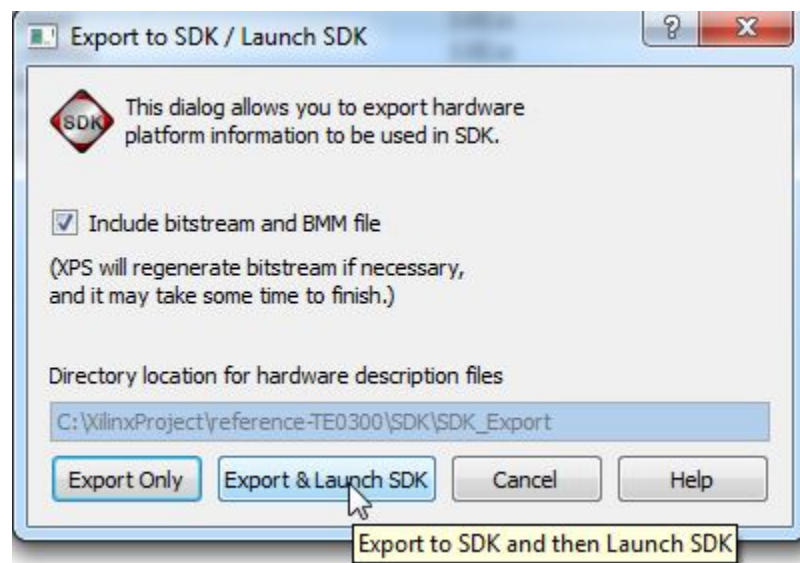 Export to SDK / Launch SDK
SDK
This dialog allows you to export hardware
platform information to be used in SDK.
Include bitstream and BMM file
(XPS will regenerate bitstream if necessary,
and it may take some time to finish.)
Directory location for hardware description files
C:\XilinxProject\reference-TE0300\SDK\SDK_Export
Export Only Export & Launch SDK Cancel Help
Export to SDK and then Launch SDK